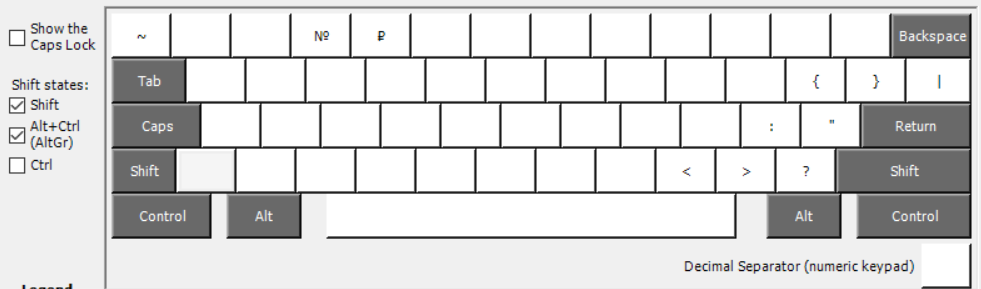 Show the
Caps Lock
Shift states:
Shift
Alt+Ctrl
(AltGr)
Ctrl
~ № ₽ Backspace
Tab { } |
Caps : " Return
Shift < > ? Shift
Control Alt Alt Control
Decimal Separator (numeric keypad)
Legend